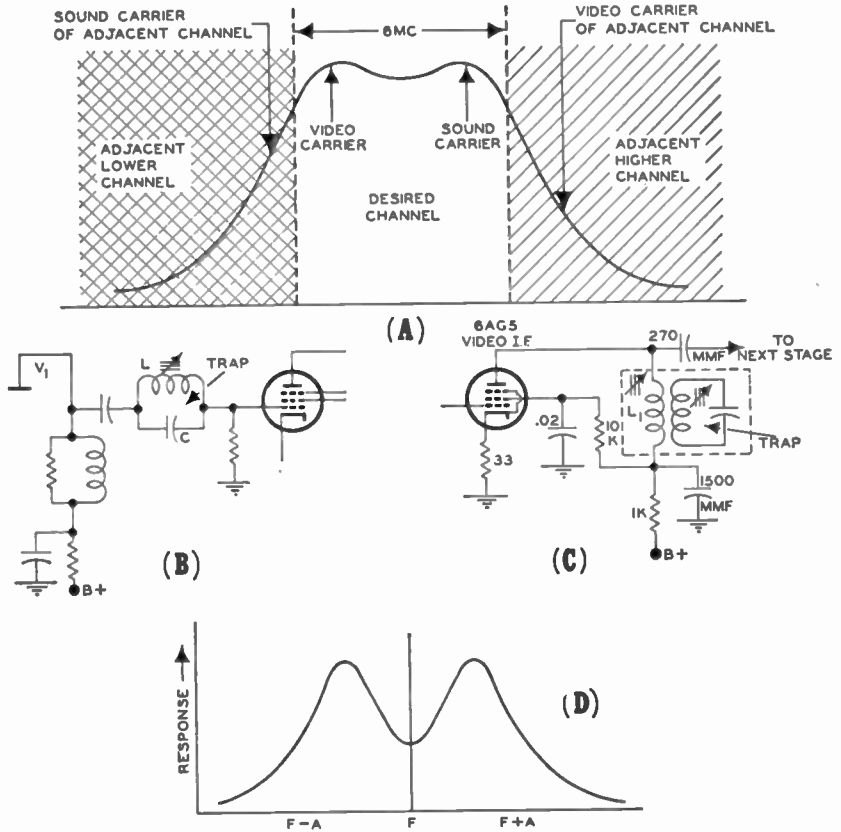 SOUND CARRIER
OF ADJACENT CHANNEL
6MC
VIDEO CARRIER
OF ADJACENT CHANNEL
ADJACENT
LOWER
CHANNEL
VIDEO
CARRIER
SOUND
CARRIER
DESIRED
CHANNEL
ADJACENT
HIGHER
CHANNEL
(A)
V1
L
TRAP
C
B+
(B)
6AG5
VIDEO I.F
270
MMF
TO
NEXT STAGE
L1
TRAP
.02
10
K
33
1500
MMF
1K
B+
(C)
RESPONSE
(D)
F-A
F
F+A